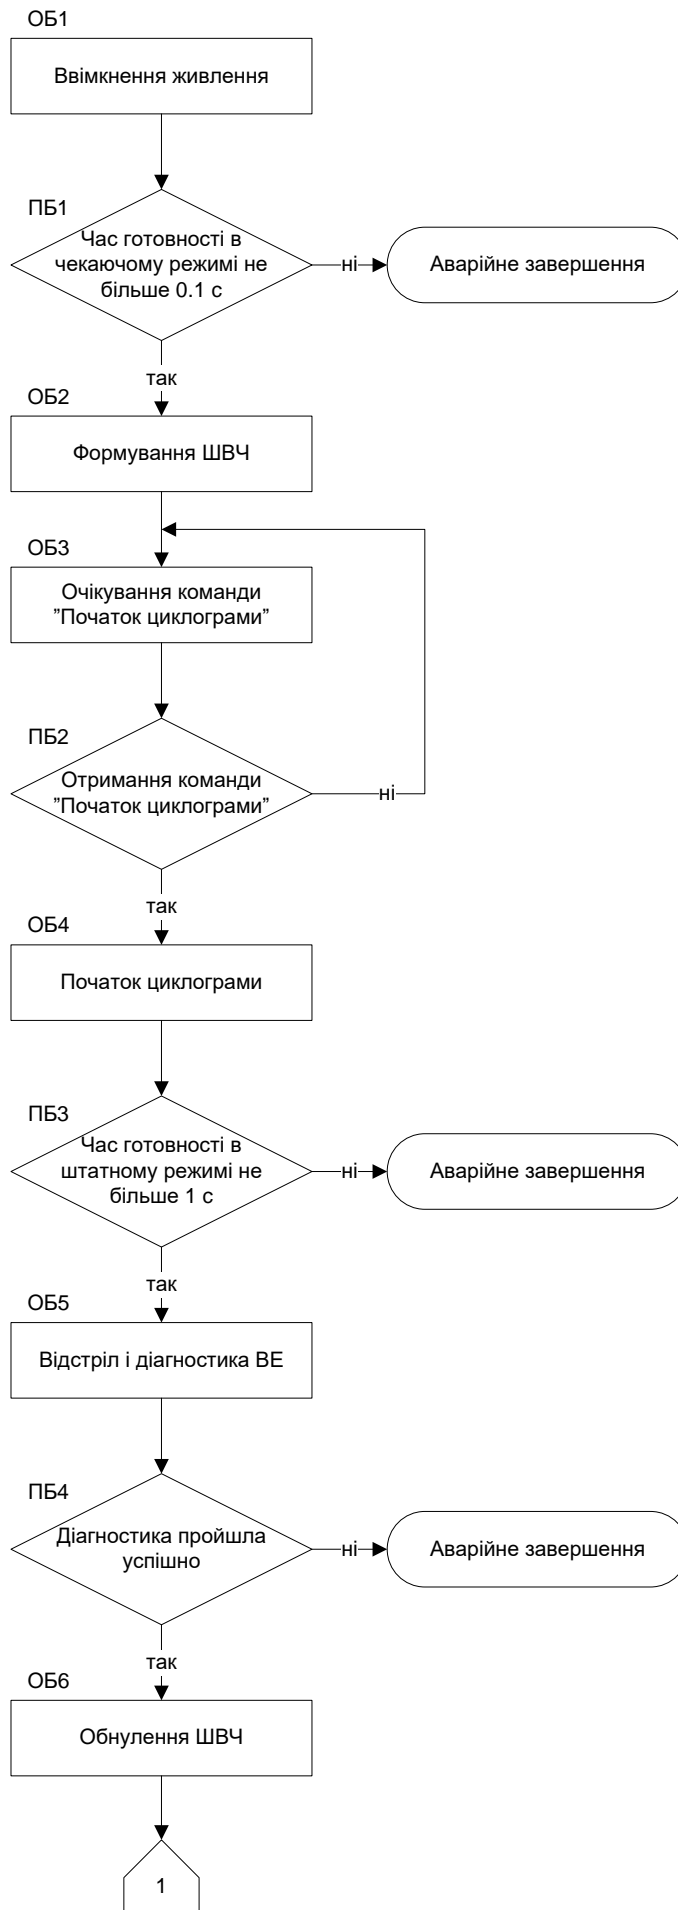 ОБ1
Ввімкнення живлення
ПБ1
Час готовності в
чекаючому режимі не
більше 0.1 с
ні
Аварійне завершення
так
ОБ2
Формування ШВЧ
ОБ3
Очікування команди
”Початок циклограми”
ПБ2
Отримання команди
”Початок циклограми”
ні
так
ОБ4
Початок циклограми
ПБ3
Час готовності в
штатному режимі не
більше 1 с
ні
Аварійне завершення
так
ОБ5
Відстріл і діагностика ВЕ
ПБ4
Діагностика пройшла
успішно
ні
Аварійне завершення
так
ОБ6
Обнулення ШВЧ
1